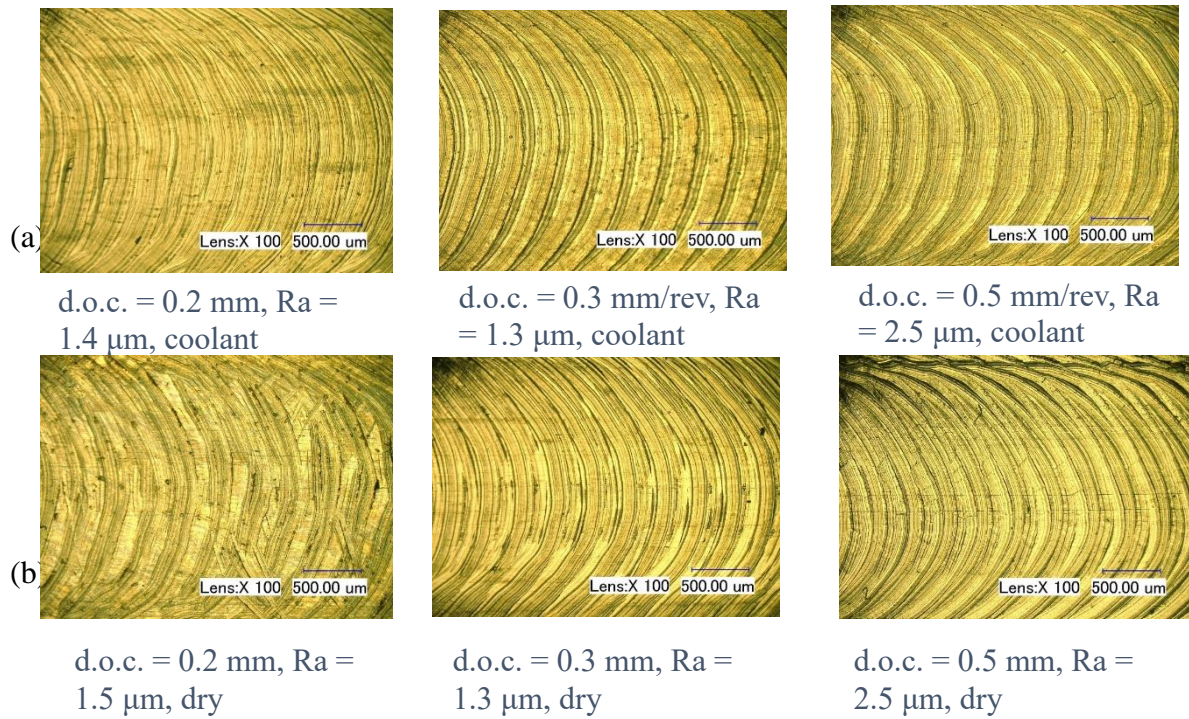 Lens:X 100 500.00 um
Lens:X 100 500.00 um
Lens:X 100 500.00 um
(a)
d.o.c. = 0.2 mm, Ra =
1.4 μm, coolant
d.o.c. = 0.3 mm/rev, Ra
= 1.3 μm, coolant
d.o.c. = 0.5 mm/rev, Ra
= 2.5 μm, coolant
Lens:X 100 500.00 um
Lens:X 100 500.00 um
Lens:X 100 500.00 um
(b)
d.o.c. = 0.2 mm, Ra =
1.5 μm, dry
d.o.c. = 0.3 mm, Ra =
1.3 μm, dry
d.o.c. = 0.5 mm, Ra =
2.5 μm, dry